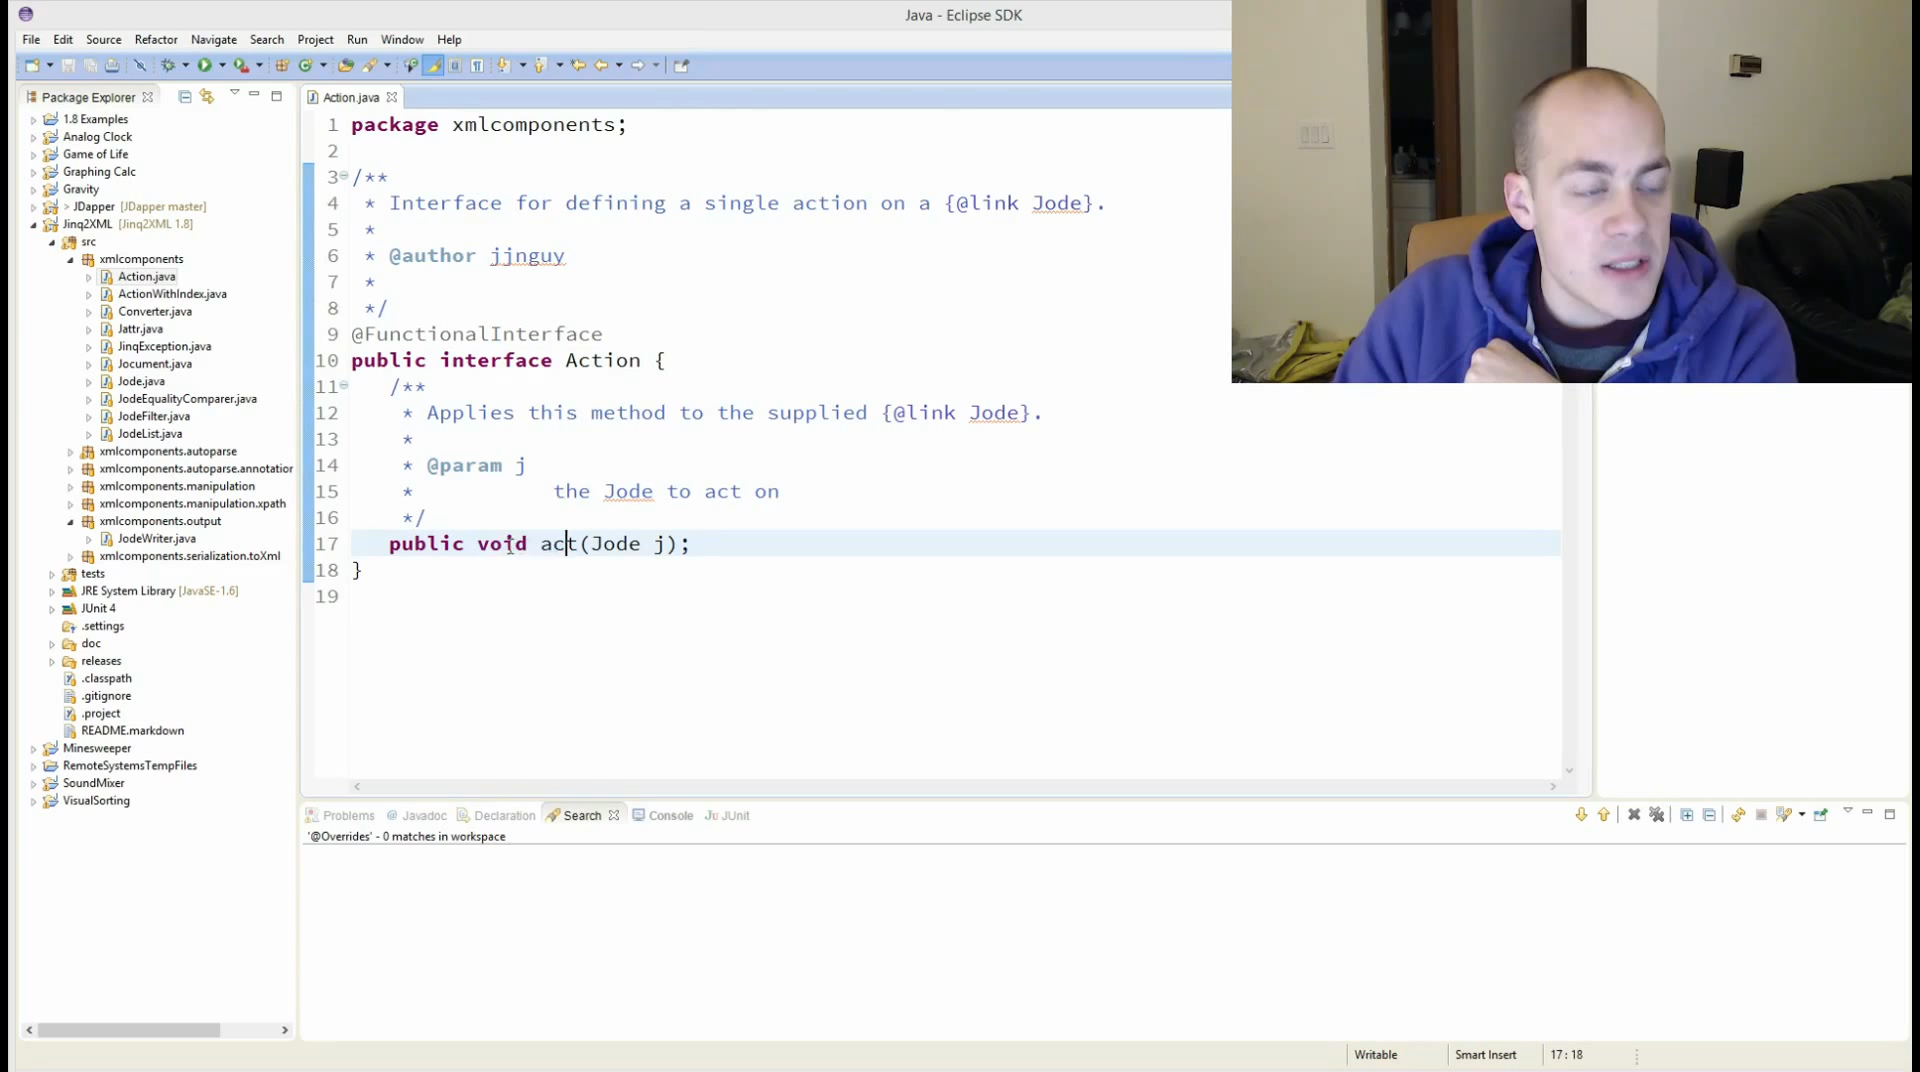 Java - Eclipse SDK
File Edit Source Refactor Navigate Search Project Run Window Help
Package Explorer
1.8 Examples
Analog Clock
Game of Life
Graphing Calc
Gravity
> JDapper [JDapper master]
Jinq2XML [Jinq2XML 1.8]
src
xmlcomponents
Action.java
ActionWithIndex.java
Converter.java
Jattr.java
JinqException.java
Jocument.java
Jode.java
JodeEqualityComparer.java
JodeFilter.java
JodeList.java
xmlcomponents.autoparse
xmlcomponents.autoparse.annotation
xmlcomponents.manipulation
xmlcomponents.manipulation.xpath
xmlcomponents.output
JodeWriter.java
xmlcomponents.serialization.toXml
tests
JRE System Library [JavaSE-1.6]
JUnit 4
.settings
doc
releases
.classpath
.gitignore
.project
README.markdown
Minesweeper
RemoteSystemsTempFiles
SoundMixer
VisualSorting
Action.java
1 package xmlcomponents;
2
3 /**
4 * Interface for defining a single action on a {@link Jode}.
5 *
6 * @author jjnguy
7 *
8 */
9 @FunctionalInterface
10 public interface Action {
11 /**
12 * Applies this method to the supplied {@link Jode}.
13 *
14 * @param j
15 * the Jode to act on
16 */
17 public void act(Jode j);
18 }
19
Problems @ Javadoc Declaration Search Console Ju JUnit
'@Overrides' - 0 matches in workspace
Writable Smart Insert 17 : 18